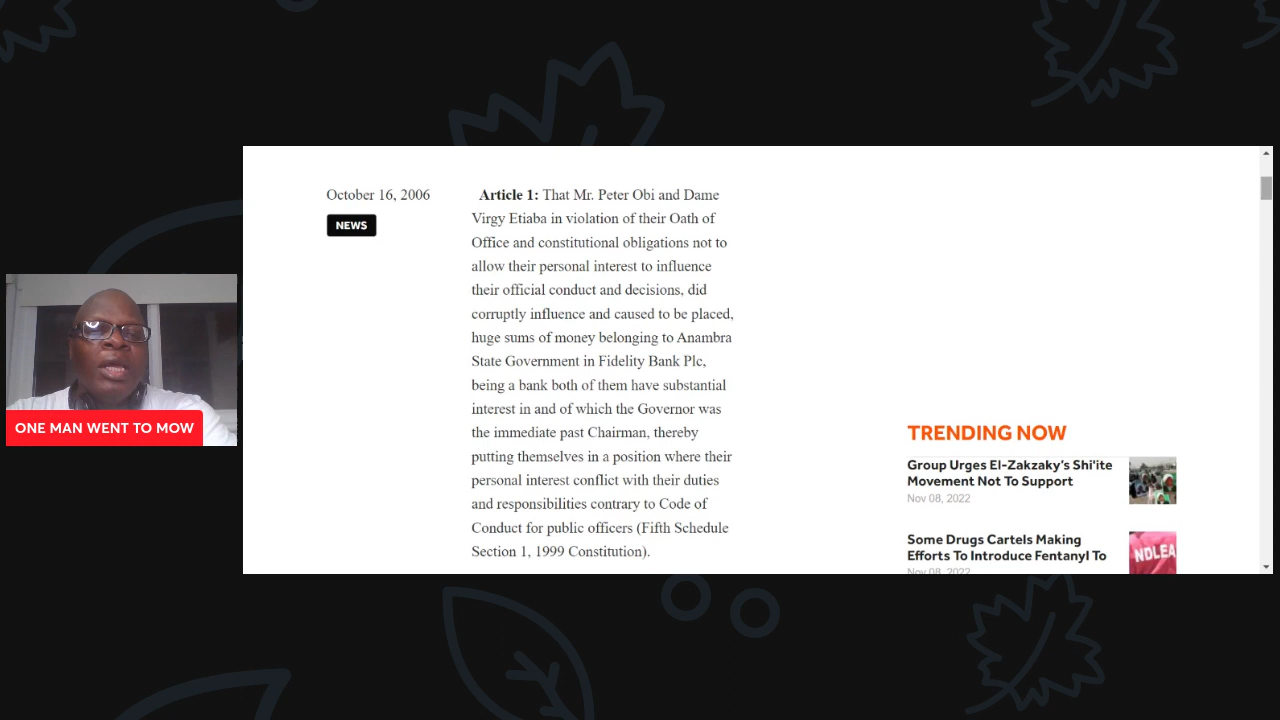 October 16, 2006
NEWS
Article 1: That Mr. Peter Obi and Dame
Virgy Etiaba in violation of their Oath of
Office and constitutional obligations not to
allow their personal interest to influence
their official conduct and decisions, did
corruptly influence and caused to be placed,
huge sums of money belonging to Anambra
State Government in Fidelity Bank Plc,
being a bank both of them have substantial
interest in and of which the Governor was
the immediate past Chairman, thereby
putting themselves in a position where their
personal interest conflict with their duties
and responsibilities contrary to Code of
Conduct for public officers (Fifth Schedule
Section 1, 1999 Constitution).
ONE MAN WENT TO MOW
TRENDING NOW
Group Urges El-Zakzaky’s Shi'ite
Movement Not To Support
Nov 08, 2022
Some Drugs Cartels Making
Efforts To Introduce Fentanyl To
Nov 08, 2022
NDLEA